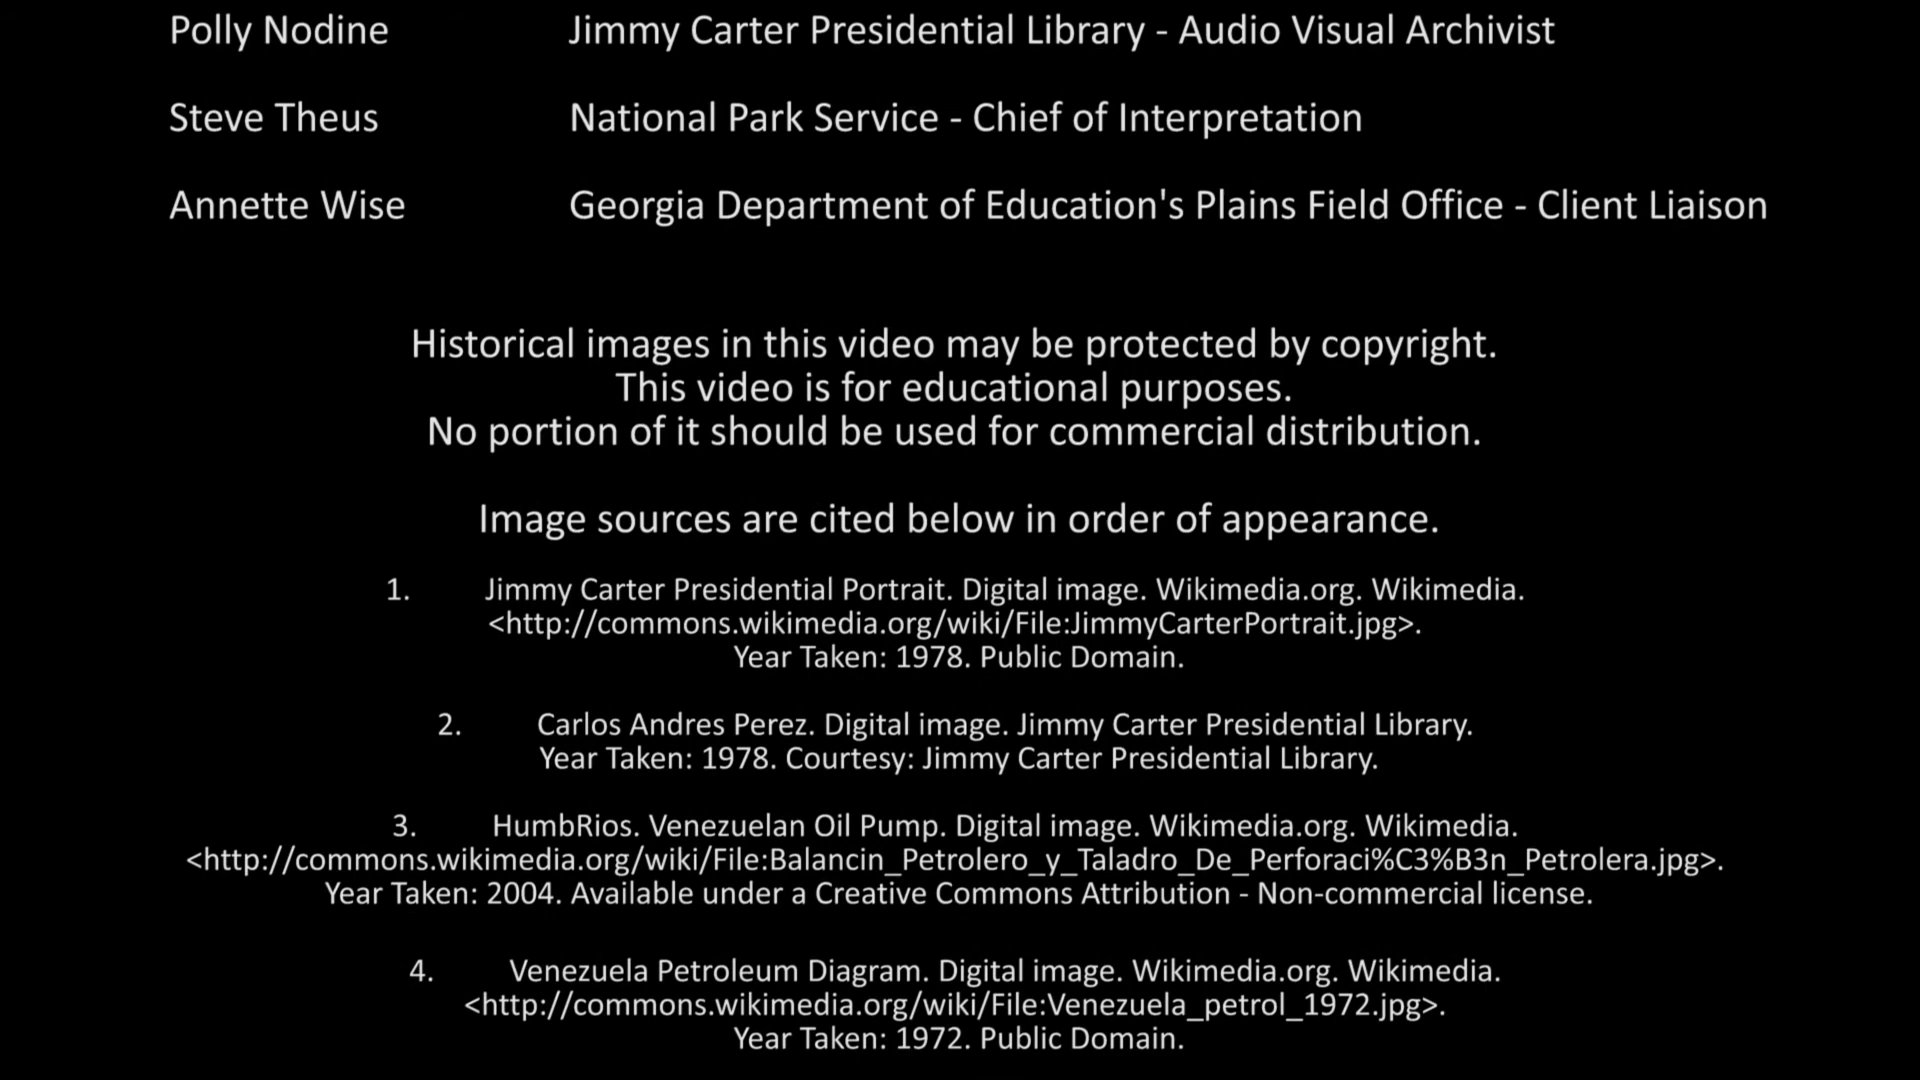 Polly Nodine Jimmy Carter Presidential Library - Audio Visual Archivist
Steve Theus National Park Service - Chief of Interpretation
Annette Wise Georgia Department of Education's Plains Field Office - Client Liaison
Historical images in this video may be protected by copyright.
This video is for educational purposes.
No portion of it should be used for commercial distribution.
Image sources are cited below in order of appearance.
1. Jimmy Carter Presidential Portrait. Digital image. Wikimedia.org. Wikimedia.
<http://commons.wikimedia.org/wiki/File:JimmyCarterPortrait.jpg>.
Year Taken: 1978. Public Domain.
2. Carlos Andres Perez. Digital image. Jimmy Carter Presidential Library.
Year Taken: 1978. Courtesy: Jimmy Carter Presidential Library.
3. HumbRios. Venezuelan Oil Pump. Digital image. Wikimedia.org. Wikimedia.
<http://commons.wikimedia.org/wiki/File:Balancin_Petrolero_y_Taladro_De_Perforaci%C3%B3n_Petrolera.jpg>.
Year Taken: 2004. Available under a Creative Commons Attribution - Non-commercial license.
4. Venezuela Petroleum Diagram. Digital image. Wikimedia.org. Wikimedia.
<http://commons.wikimedia.org/wiki/File:Venezuela_petrol_1972.jpg>.
Year Taken: 1972. Public Domain.